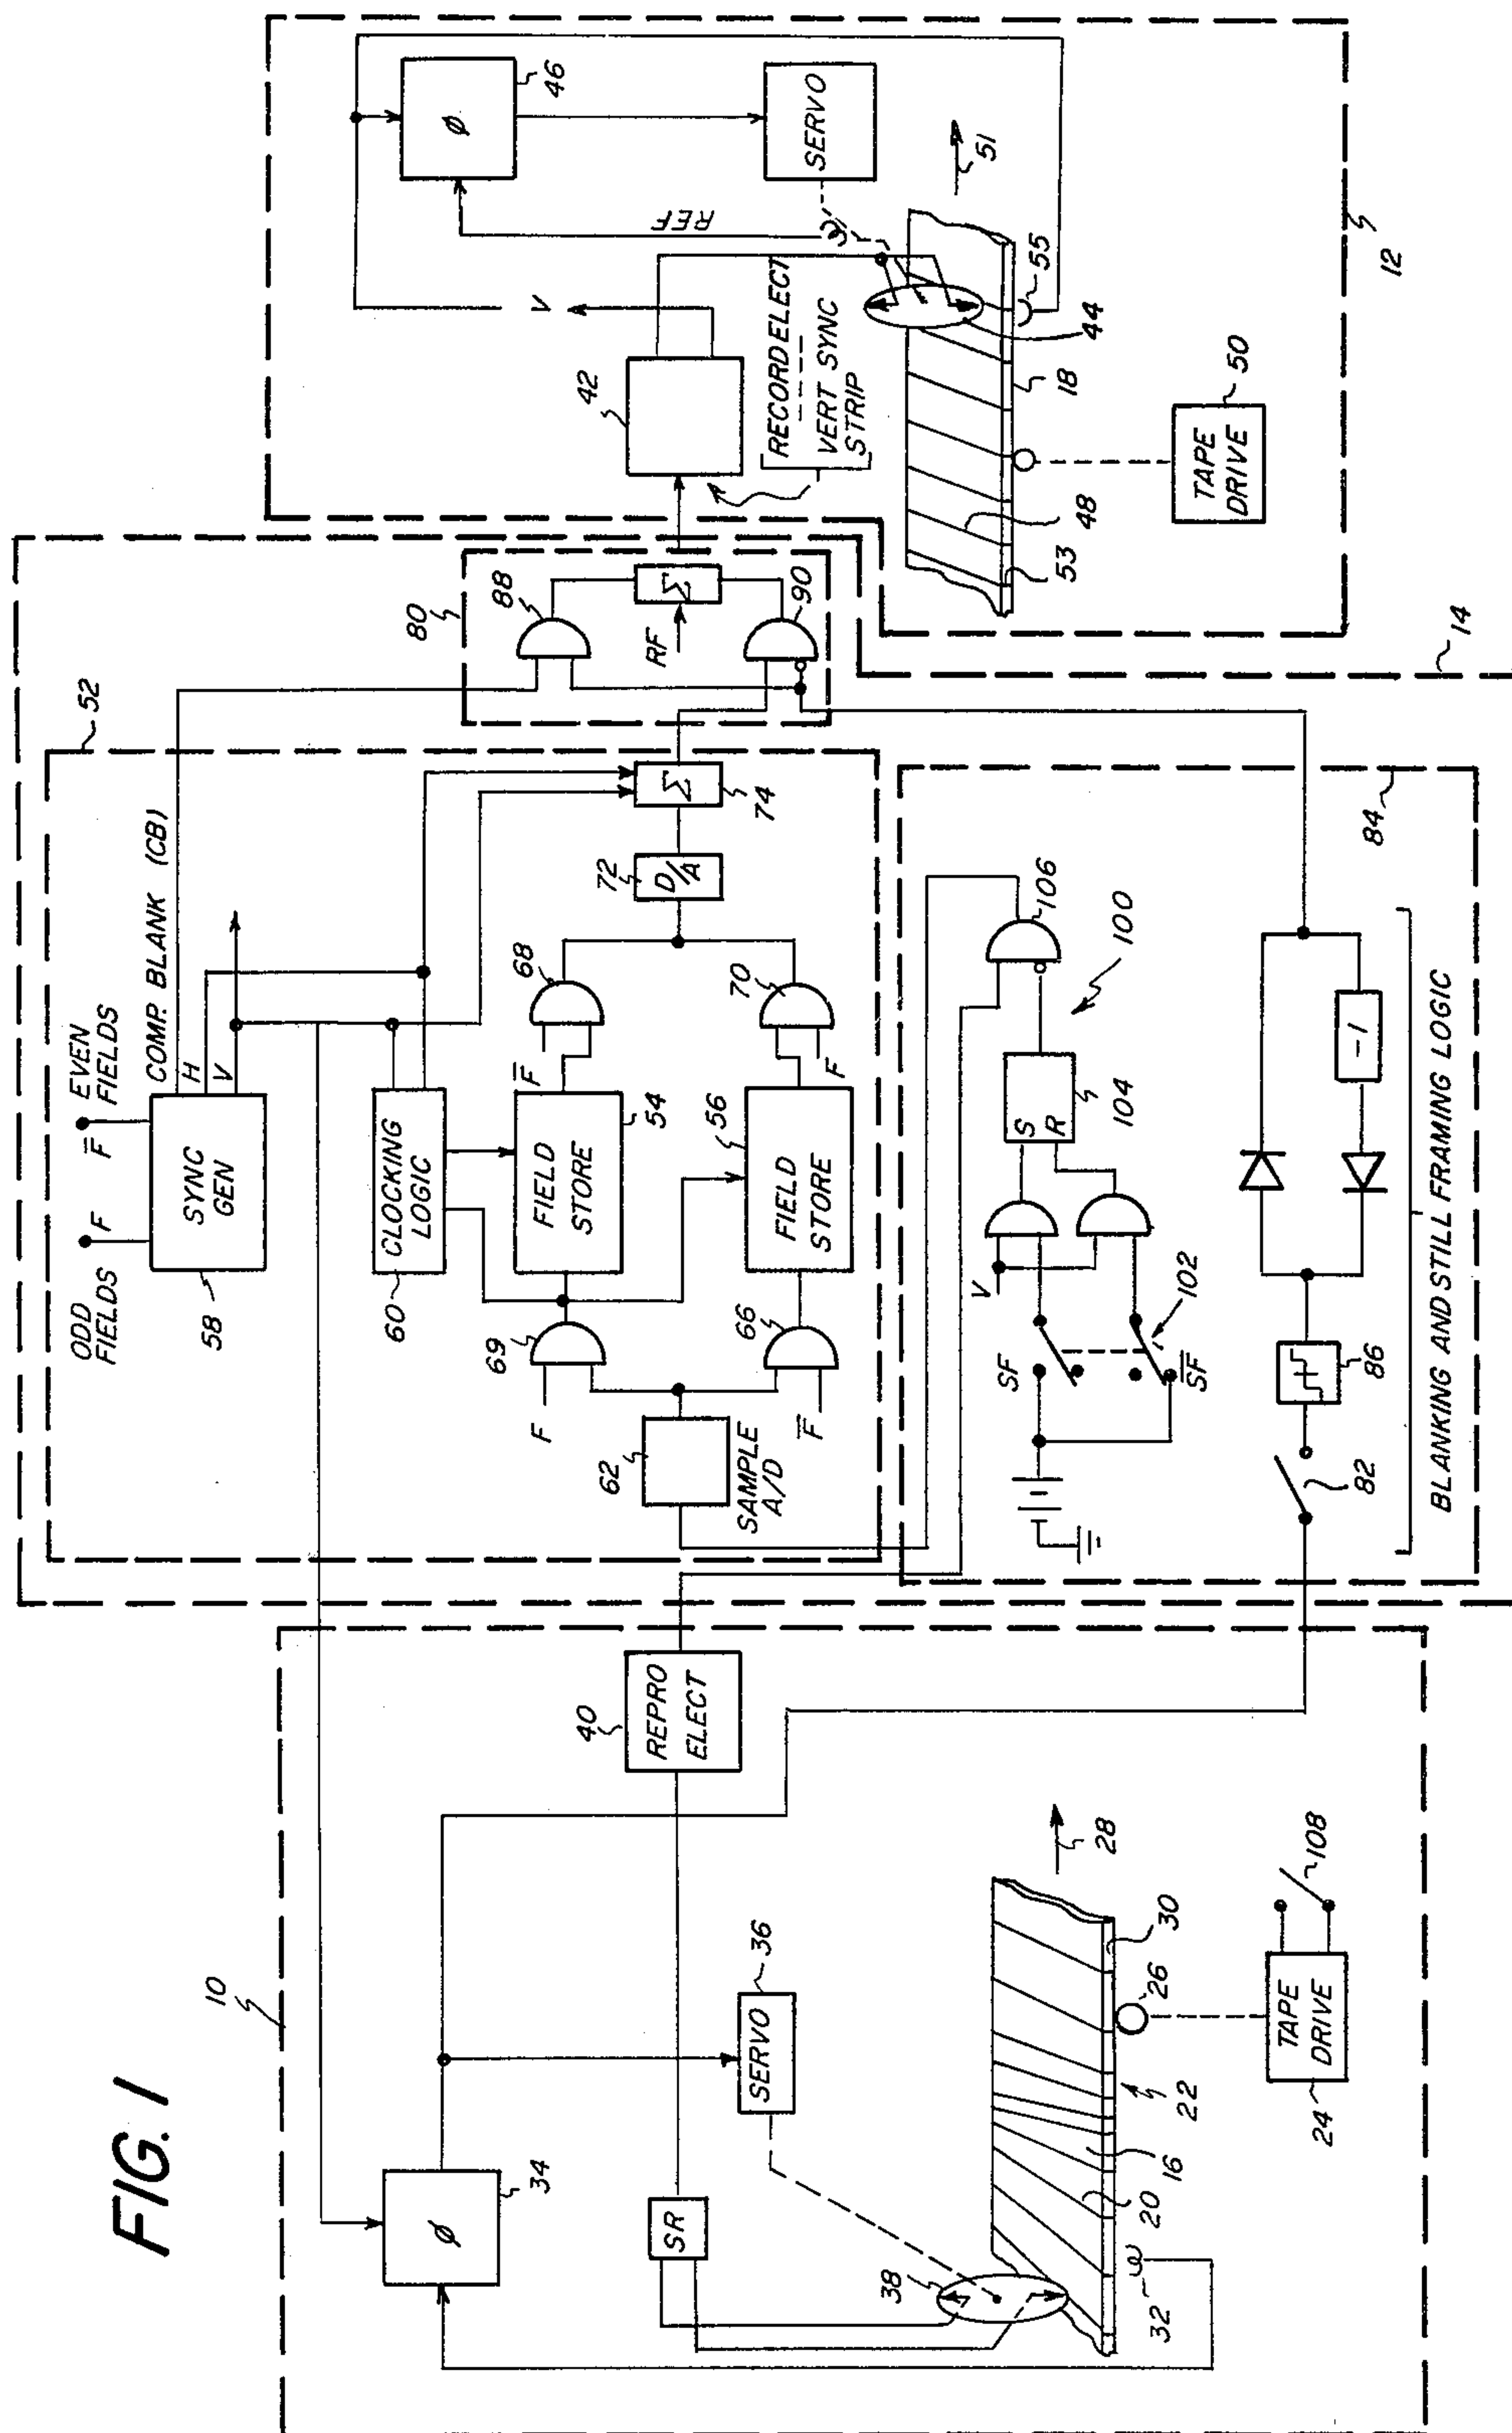 FIG. 1
10
φ
34
SR
38
32
SERVO
36
20
16
22
26
30
28
TAPE
DRIVE
24
108
40
REPRO
ELECT
52
ODD
FIELDS
F
F̅
EVEN
FIELDS
58
SYNC
GEN
COMP. BLANK (CB)
H
V
60
CLOCKING
LOGIC
69
F
FIELD
STORE
54
F̅
68
62
SAMPLE
A/D
66
F̅
FIELD
STORE
56
70
F
72
D/A
Σ
74
80
88
RF
Σ
90
SF
S̅F̅
102
V
S
R
104
106
100
82
86
-1
84
BLANKING AND STILL FRAMING LOGIC
14
42
V
RECORD ELECT
VERT SYNC
STRIP
REF
φ
46
SERVO
51
55
44
18
48
53
TAPE
DRIVE
50
12